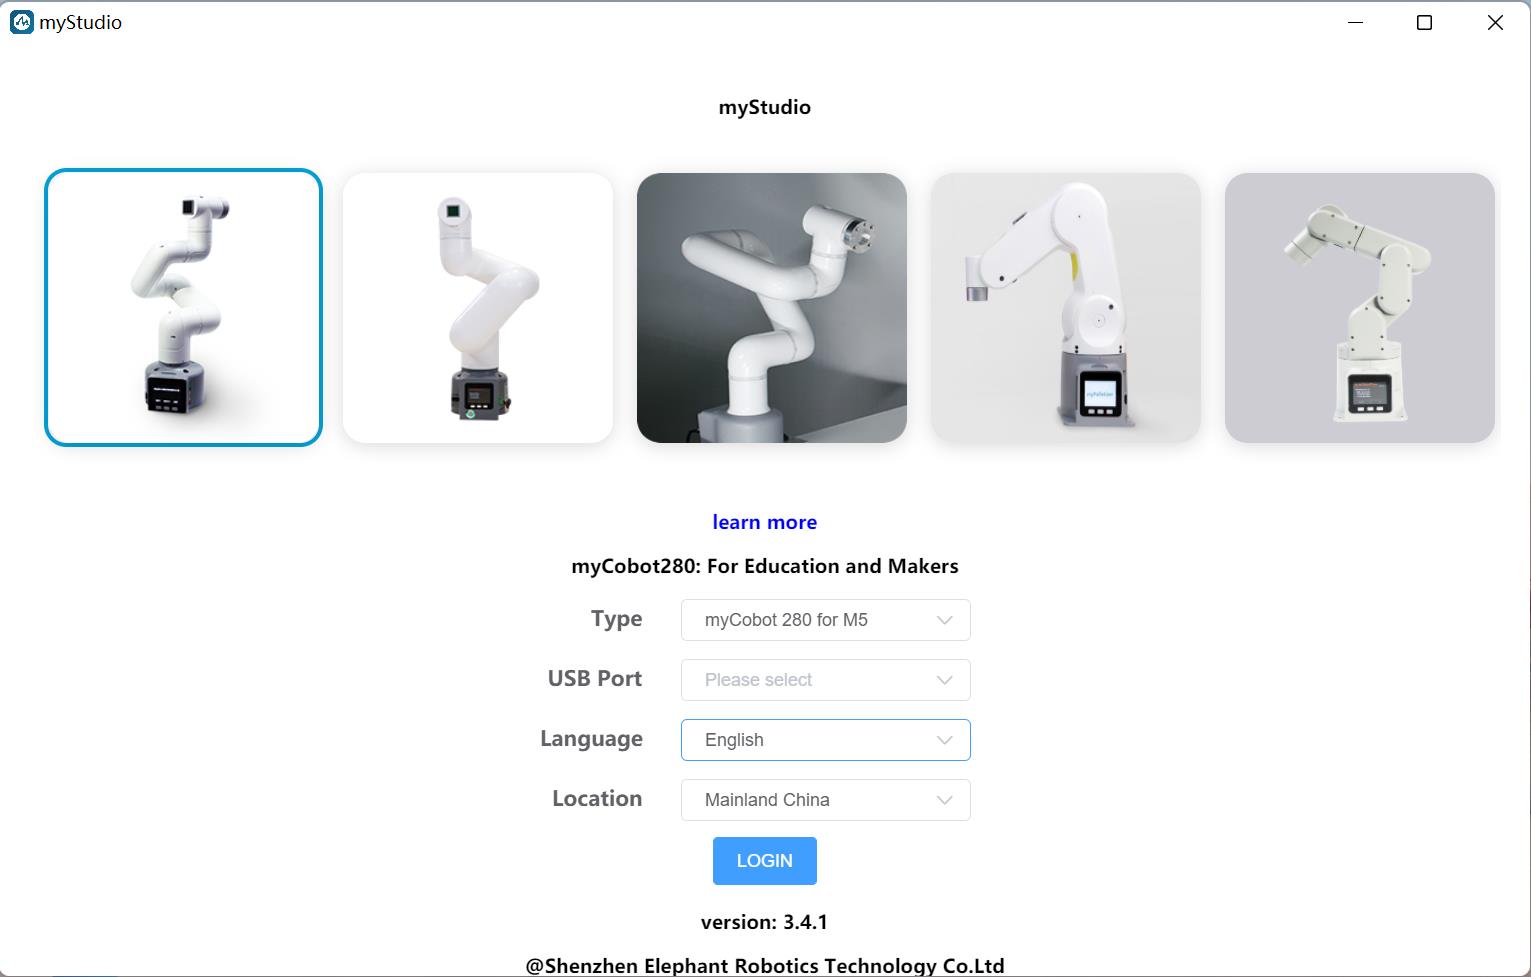 myStudio
myStudio
myPalletizer
learn more
myCobot280: For Education and Makers
Type
myCobot 280 for M5
USB Port
Please select
Language
English
Location
Mainland China
LOGIN
version: 3.4.1
@Shenzhen Elephant Robotics Technology Co.Ltd